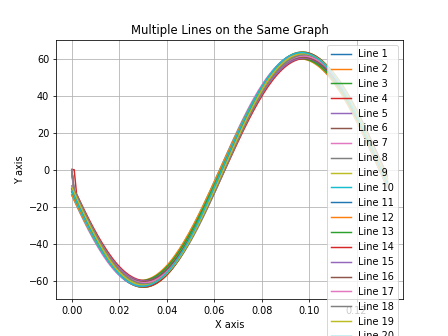 Multiple Lines on the Same Graph
Y axis
60
40
20
0
−20
−40
−60
0.00
0.02
0.04
0.06
0.08
0.10
X axis
Line 1
Line 2
Line 3
Line 4
Line 5
Line 6
Line 7
Line 8
Line 9
Line 10
Line 11
Line 12
Line 13
Line 14
Line 15
Line 16
Line 17
Line 18
Line 19
Line 20